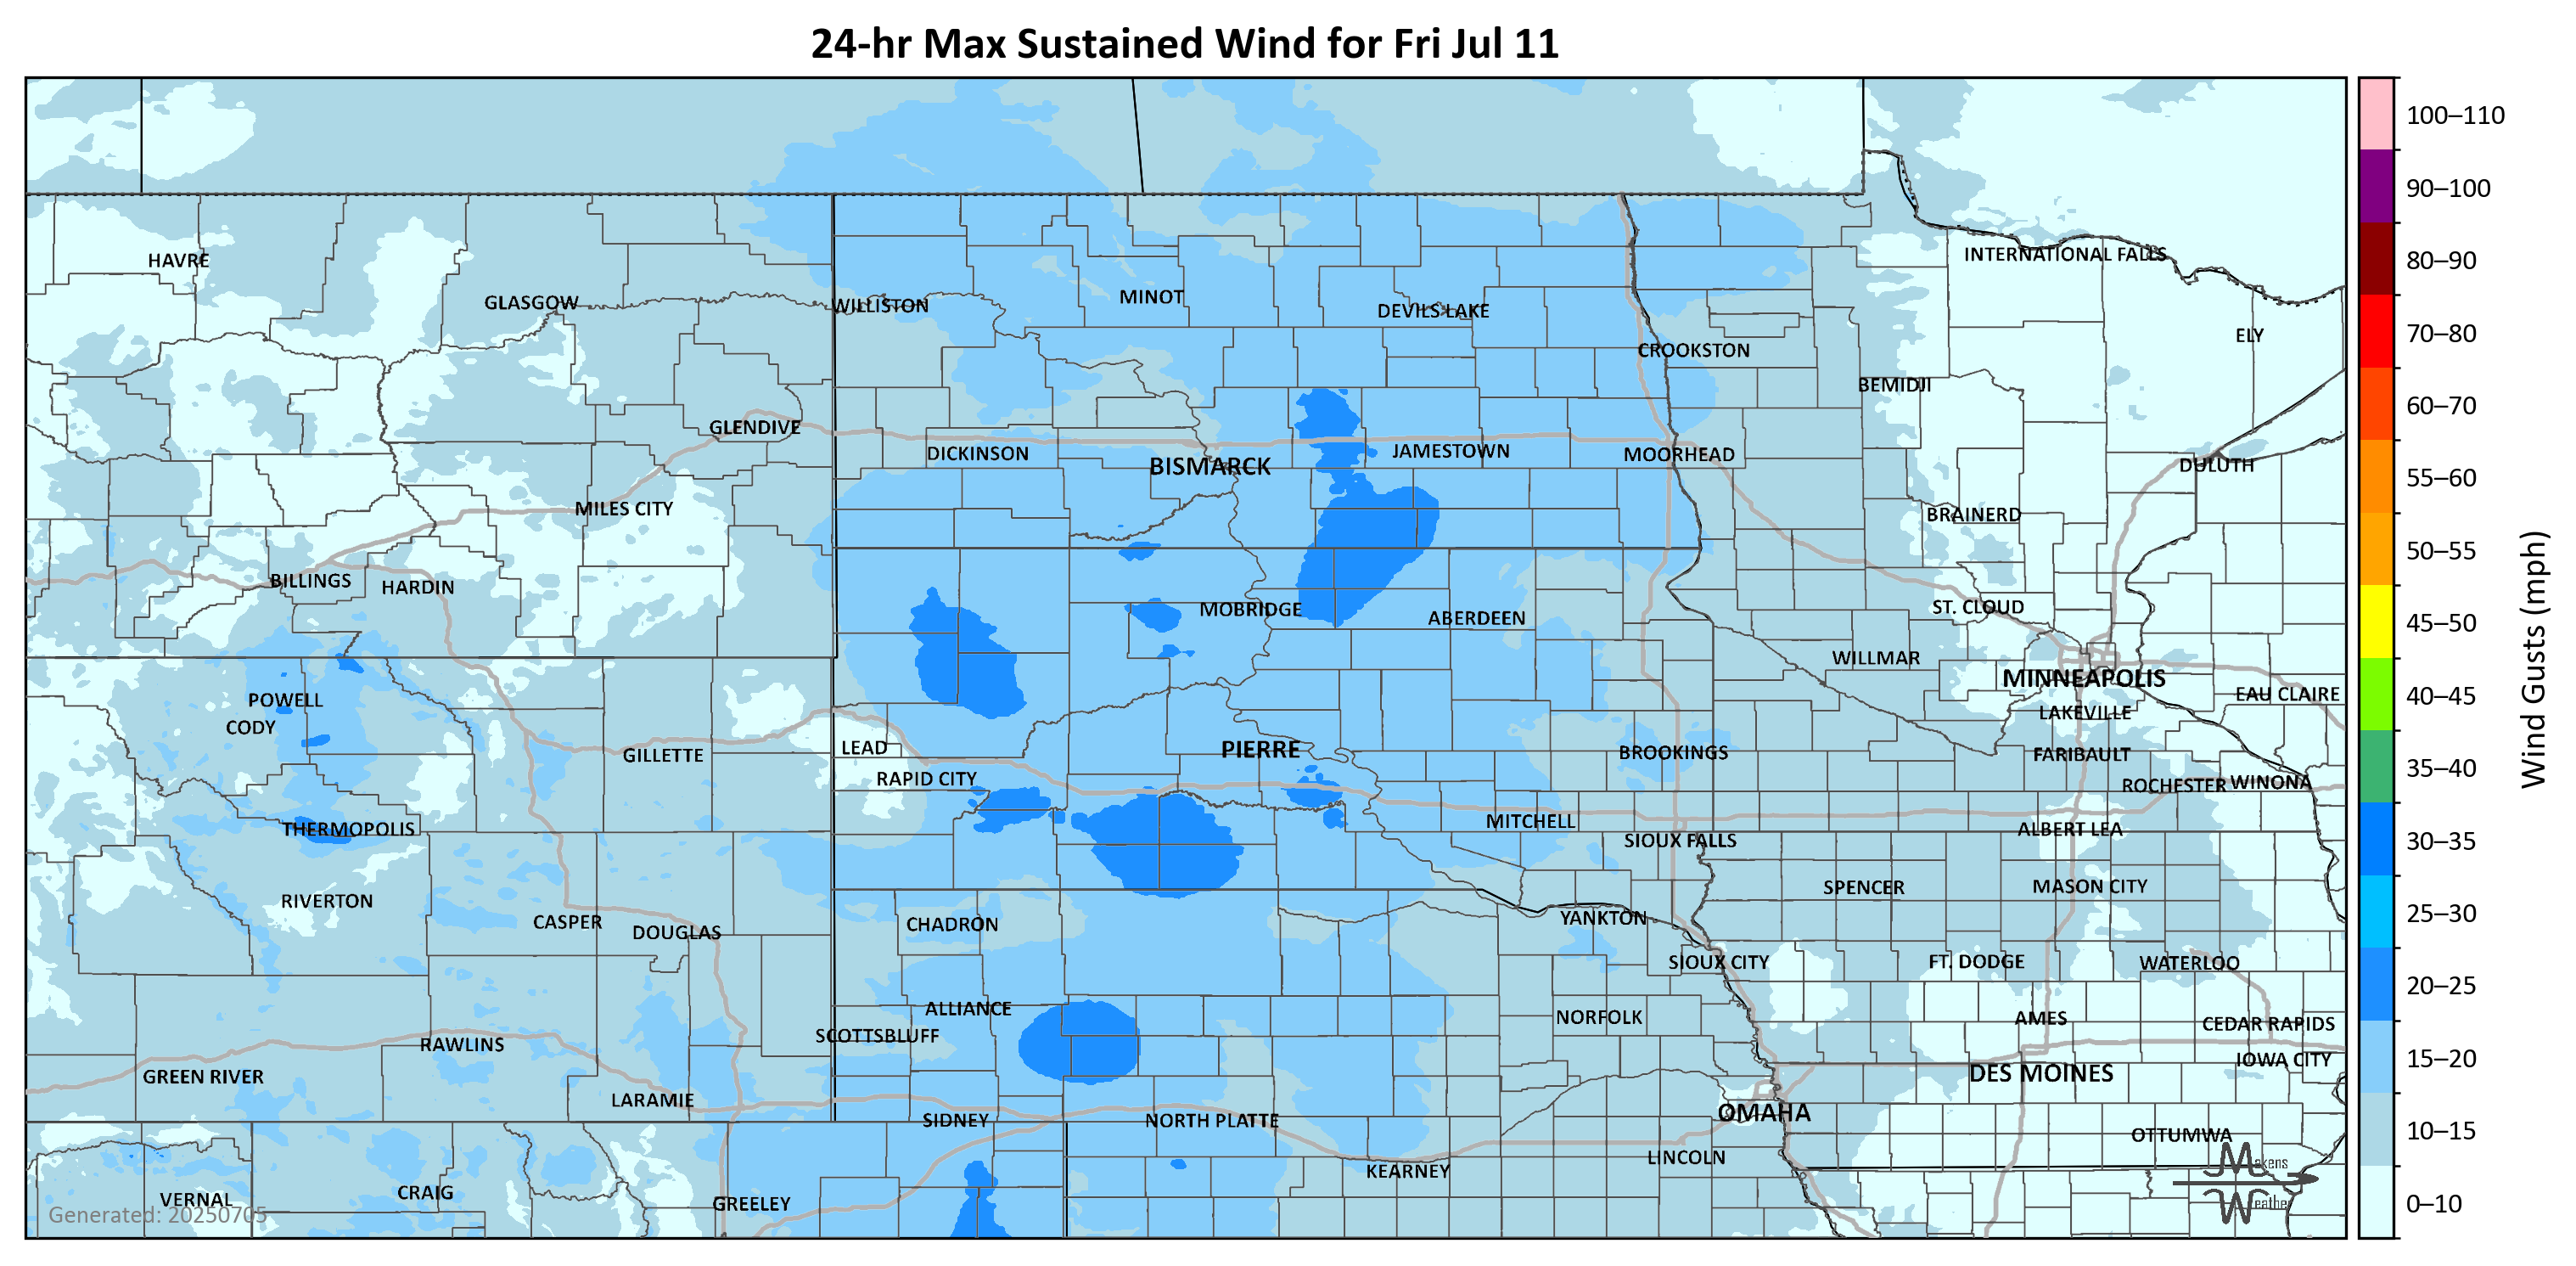 24-hr Max Sustained Wind for Fri Jul 11
100–110
90–100
80–90
70–80
60–70
55–60
50–55
45–50
40–45
35–40
30–35
25–30
20–25
15–20
10–15
0–10
Wind Gusts (mph)
INTERNATIONAL FALLS
HAVRE
MINOT
GLASGOW
WILLISTON
DEVILS LAKE
ELY
CROOKSTON
BEMIDJI
GLENDIVE
DICKINSON
BISMARCK
JAMESTOWN
MOORHEAD
DULUTH
MILES CITY
BRAINERD
BILLINGS
HARDIN
MOBRIDGE
ABERDEEN
ST. CLOUD
WILLMAR
MINNEAPOLIS
POWELL
EAU CLAIRE
CODY
LAKEVILLE
GILLETTE
LEAD
PIERRE
BROOKINGS
FARIBAULT
RAPID CITY
ROCHESTER
WINONA
THERMOPOLIS
MITCHELL
ALBERT LEA
SIOUX FALLS
RIVERTON
SPENCER
MASON CITY
CASPER
DOUGLAS
CHADRON
YANKTON
SIOUX CITY
FT. DODGE
WATERLOO
ALLIANCE
NORFOLK
AMES
CEDAR RAPIDS
SCOTTSBLUFF
RAWLINS
IOWA CITY
GREEN RIVER
DES MOINES
LARAMIE
SIDNEY
NORTH PLATTE
OMAHA
OTTUMWA
KEARNEY
LINCOLN
VERNAL
CRAIG
GREELEY
Makens
Weather
Generated: 20250705